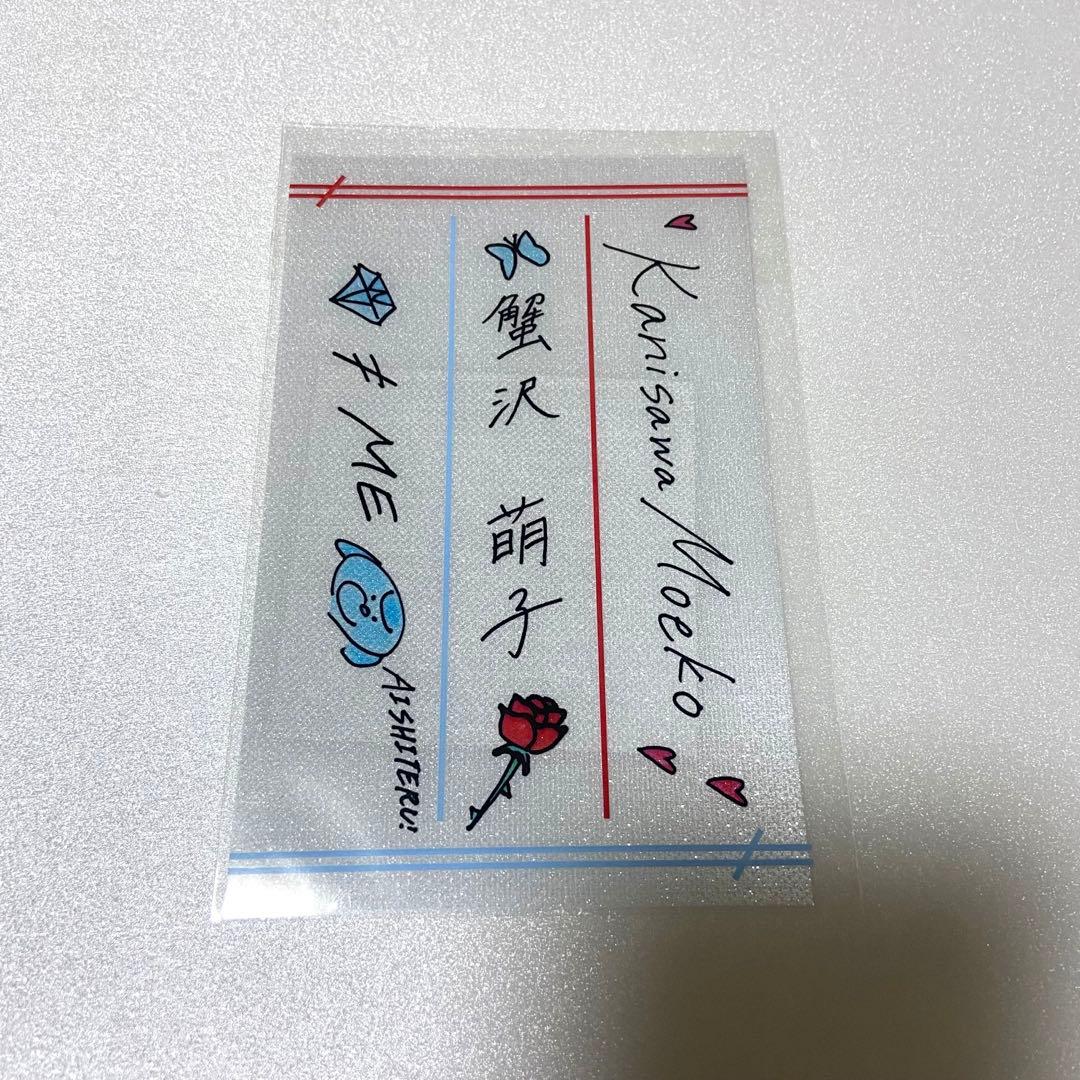 Kanisawa Moeko
蟹沢 萌子
≠ ME
AISHITERU!